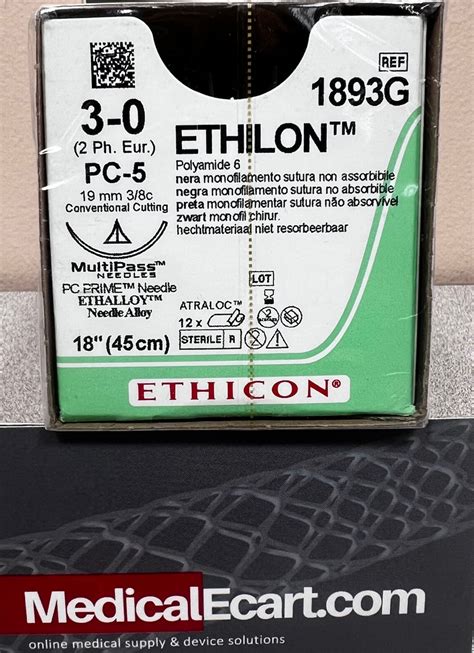 REF
1893G
3-0
(2 Ph. Eur.)
PC-5
19 mm 3/8c
Conventional Cutting
MultiPass™
NEEDLES
PC PRIME™ Needle
ETHALLOY™
Needle Alloy
18" (45cm)
ETHILON™
Polyamide 6
nera monofilamento sutura non assorbibile
negra monofilamento sutura no absorbible
preta monofilamentar sutura não absorvível
zwart monofil chirur.
hechtmateriaal niet resorbeerbaar
LOT
ATRALOC™
12 x
STERILE R
2
ETHICON®
MedicalEcart.com
online medical supply & device solutions